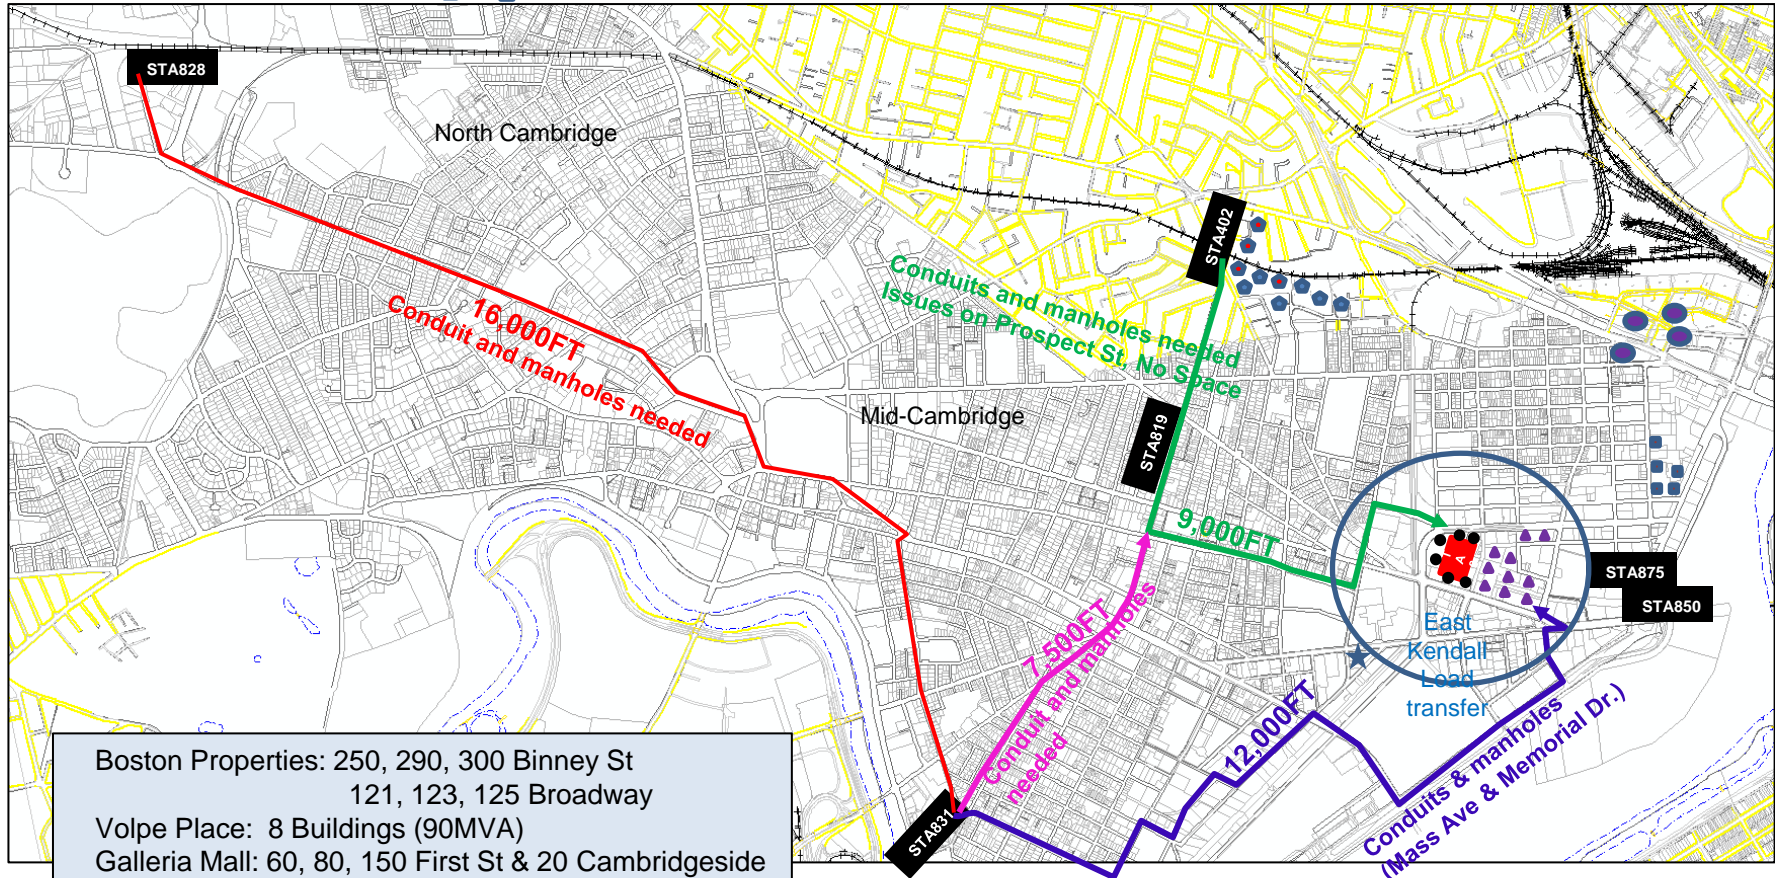 STA828
North Cambridge
STA402
Conduits and manholes needed
Issues on Prospect St, No Space
16,000FT
Conduit and manholes needed
Mid-Cambridge
STA819
9,000FT
A
STA875
STA850
East
Kendall
Load
transfer
7,500FT
Conduit and manholes
needed
12,000FT
Conduits & manholes
(Mass Ave & Memorial Dr.)
STA831
Boston Properties: 250, 290, 300 Binney St
121, 123, 125 Broadway
Volpe Place: 8 Buildings (90MVA)
Galleria Mall: 60, 80, 150 First St & 20 Cambridgeside